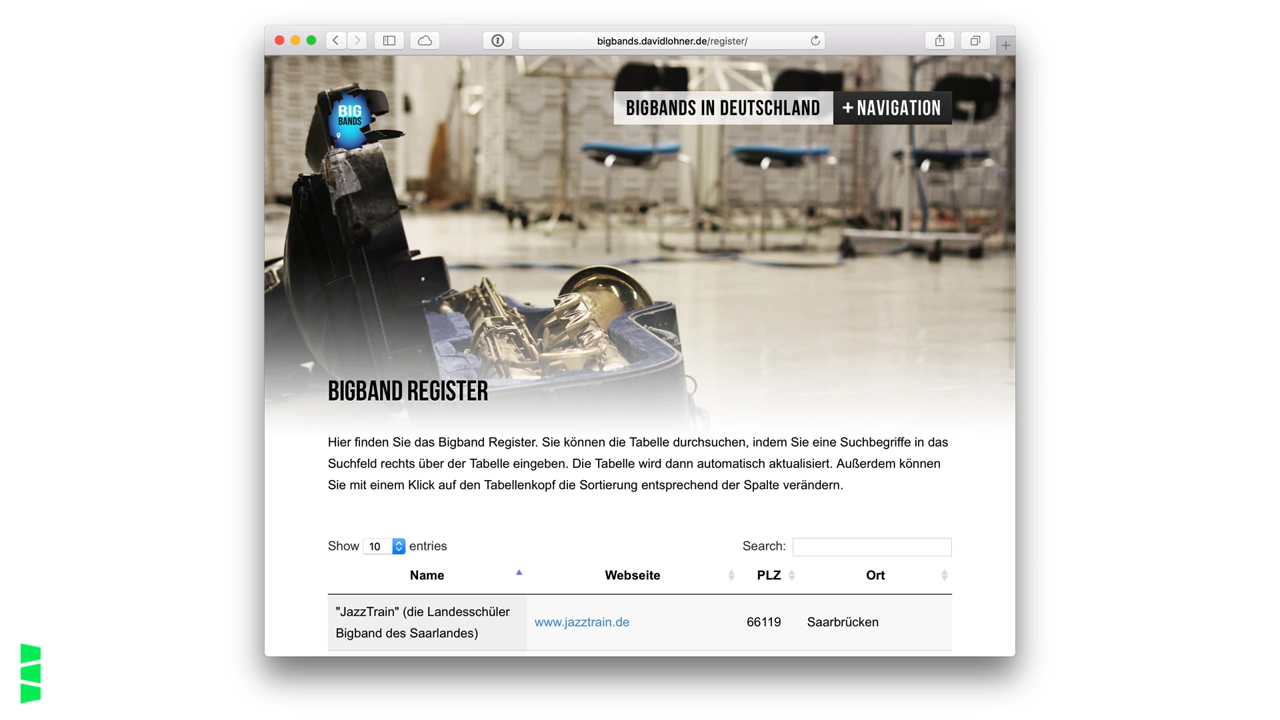 bigbands.davidlohner.de/register/
BIG
BANDS
BIGBANDS IN DEUTSCHLAND
+ NAVIGATION
BIGBAND REGISTER
Hier finden Sie das Bigband Register. Sie können die Tabelle durchsuchen, indem Sie eine Suchbegriffe in das
Suchfeld rechts über der Tabelle eingeben. Die Tabelle wird dann automatisch aktualisiert. Außerdem können
Sie mit einem Klick auf den Tabellenkopf die Sortierung entsprechend der Spalte verändern.
Show 10 entries
Search:
Name Webseite PLZ Ort
"JazzTrain" (die Landesschüler
Bigband des Saarlandes)
www.jazztrain.de 66119 Saarbrücken